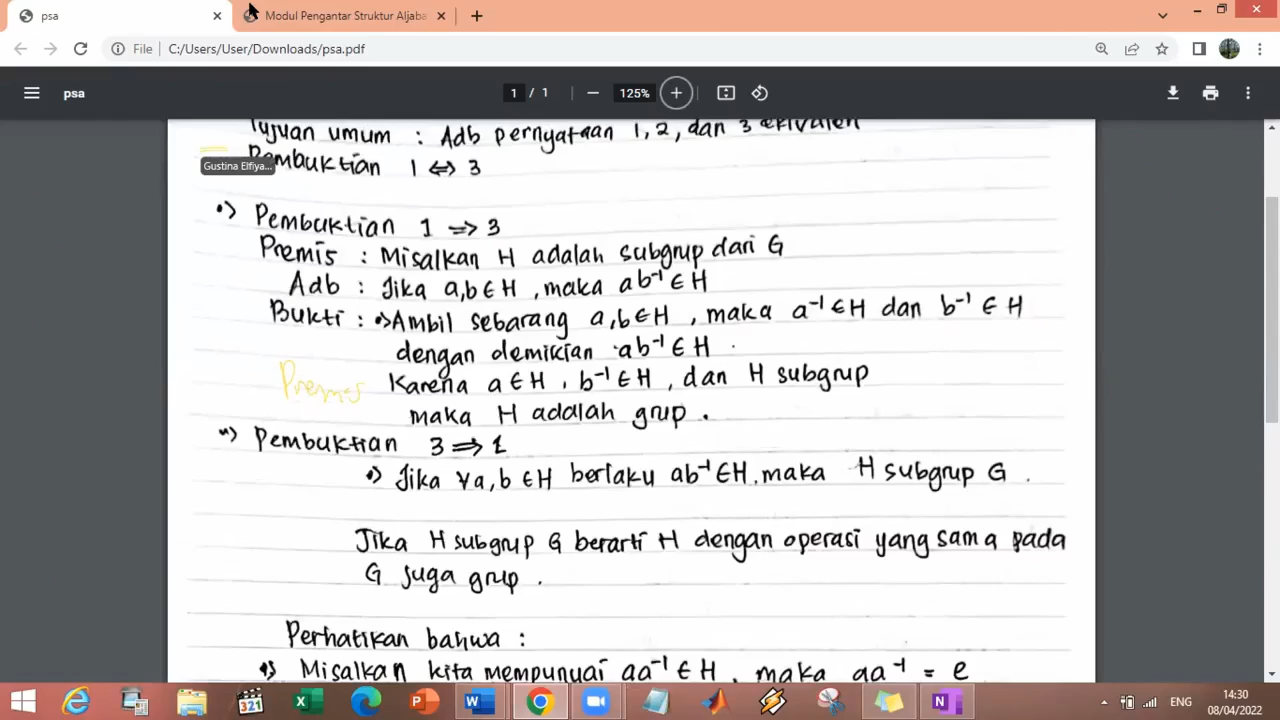 psa
Modul Pengantar Struktur Aljaba
File C:/Users/User/Downloads/psa.pdf
psa 1 / 1 125%
Tujuan umum : Adb pernyataan 1, 2, dan 3 ekivalen
Gustina Elfiya...
Pembuktian 1 <=> 3
•) Pembuktian 1 => 3
Premis : Misalkan H adalah subgrup dari G
Adb : Jika a,b ∈ H , maka ab⁻¹ ∈ H
Bukti : •) Ambil sebarang a,b ∈ H , maka a⁻¹ ∈ H dan b⁻¹ ∈ H
dengan demikian ab⁻¹ ∈ H .
Premis
Karena a ∈ H , b⁻¹ ∈ H , dan H subgrup
maka H adalah grup .
••) Pembuktian 3 => 1
•) Jika ∀a,b ∈ H berlaku ab⁻¹ ∈ H, maka H subgrup G .
Jika H subgrup G berarti H dengan operasi yang sama pada
G juga grup .
Perhatikan bahwa :
•) Misalkan kita mempunyai aa⁻¹ ∈ H , maka aa⁻¹ = e
321
ENG
14:30
08/04/2022